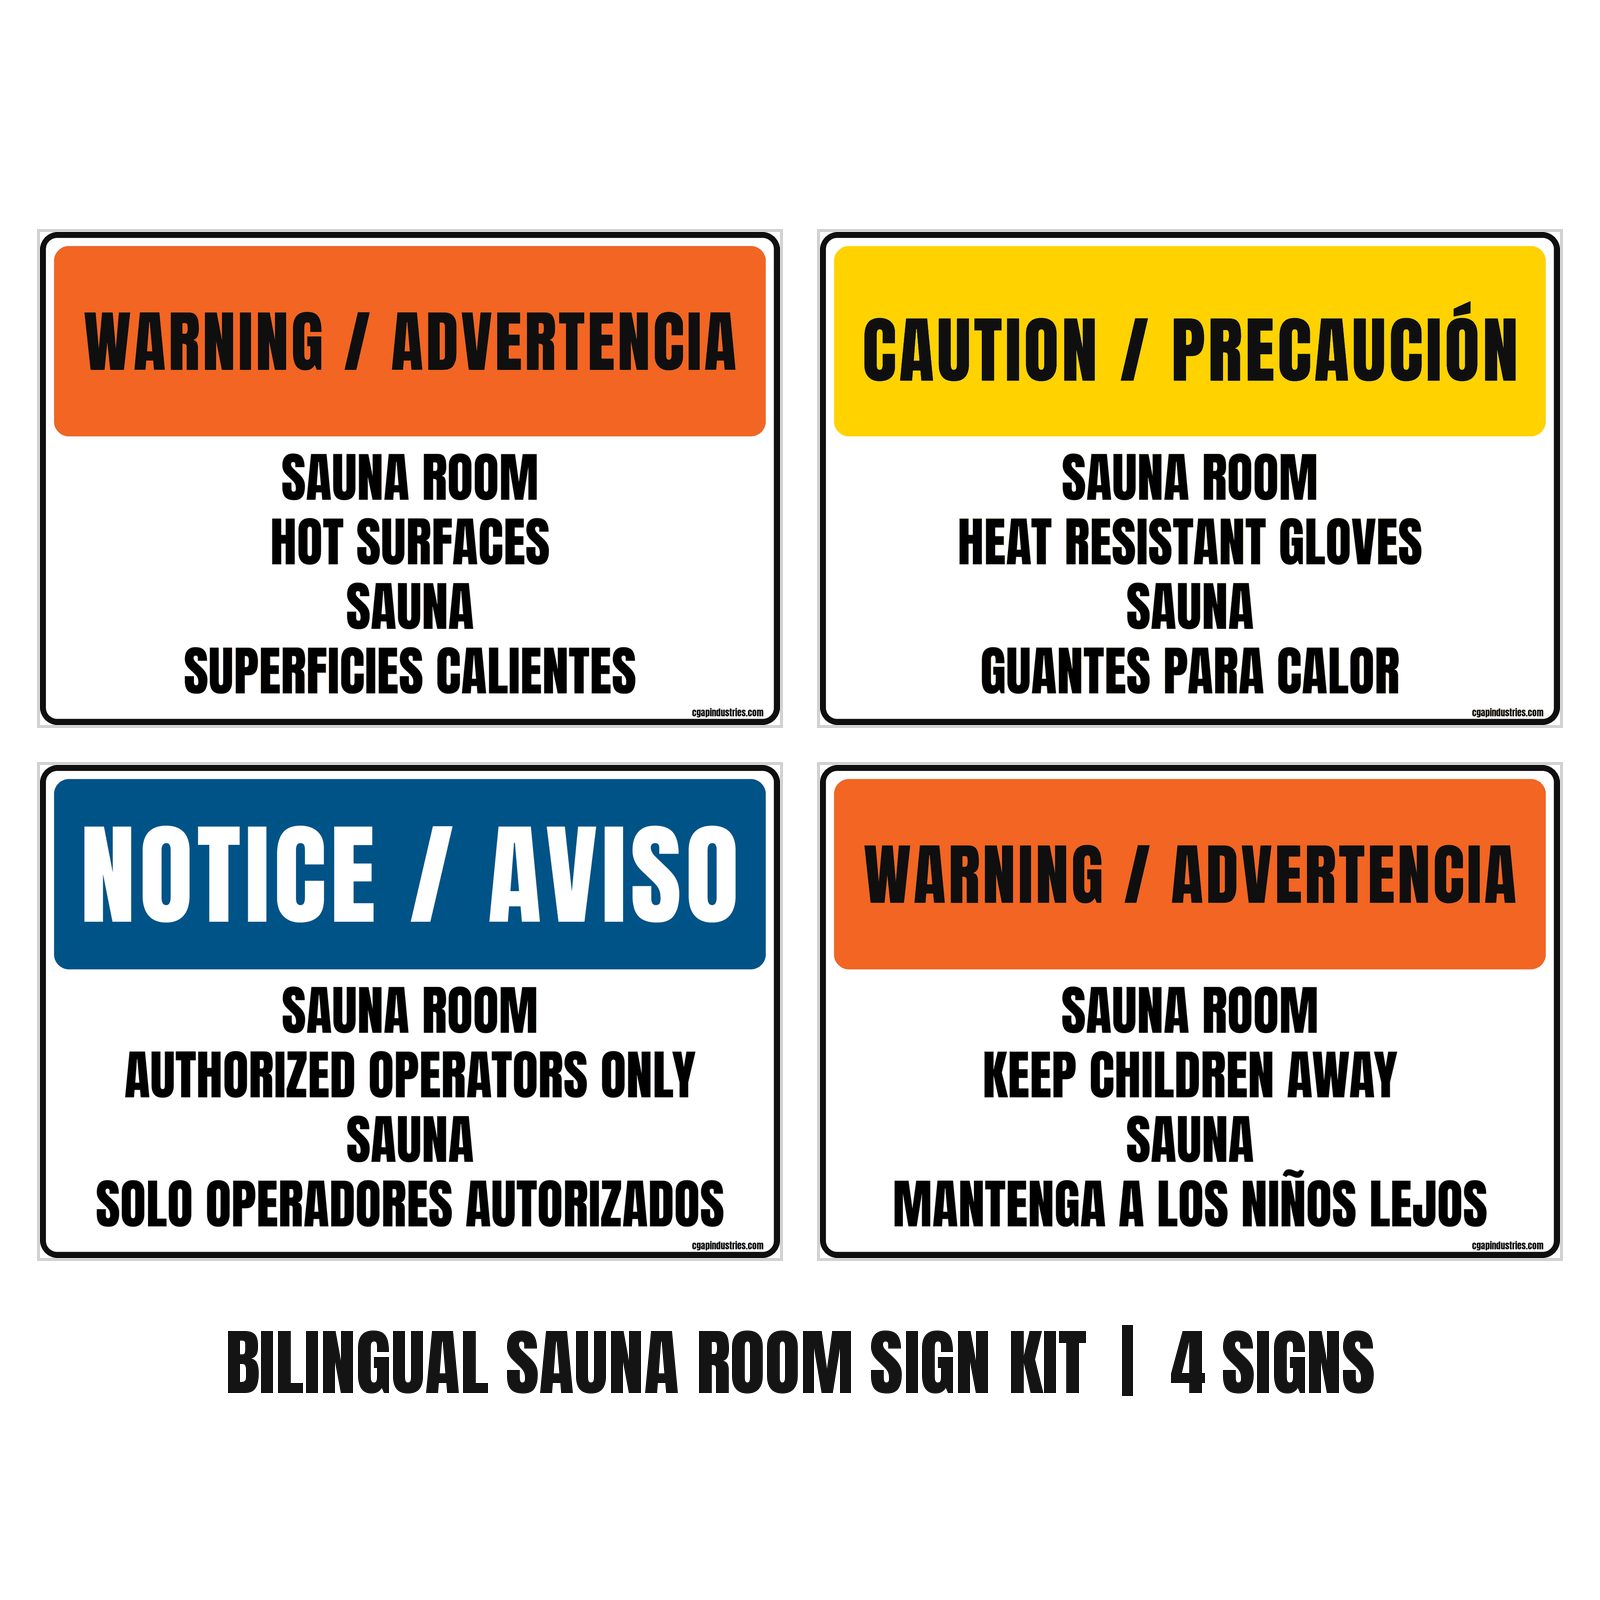 WARNING / ADVERTENCIA
SAUNA ROOM
HOT SURFACES
SAUNA
SUPERFICIES CALIENTES
cgapindustries.com
CAUTION / PRECAUCIÓN
SAUNA ROOM
HEAT RESISTANT GLOVES
SAUNA
GUANTES PARA CALOR
cgapindustries.com
NOTICE / AVISO
SAUNA ROOM
AUTHORIZED OPERATORS ONLY
SAUNA
SOLO OPERADORES AUTORIZADOS
cgapindustries.com
WARNING / ADVERTENCIA
SAUNA ROOM
KEEP CHILDREN AWAY
SAUNA
MANTENGA A LOS NIÑOS LEJOS
cgapindustries.com
BILINGUAL SAUNA ROOM SIGN KIT | 4 SIGNS